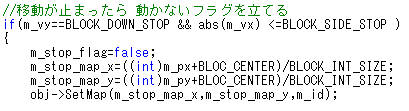 //移動が止まったら 動かないフラグを立てる
if(m_vy==BLOCK_DOWN_STOP && abs(m_vx) <=BLOCK_SIDE_STOP )
{
m_stop_flag=false;
m_stop_map_x=((int)m_px+BLOC_CENTER)/BLOCK_INT_SIZE;
m_stop_map_y=((int)m_py+BLOC_CENTER)/BLOCK_INT_SIZE;
obj->SetMap(m_stop_map_x,m_stop_map_y,m_id);